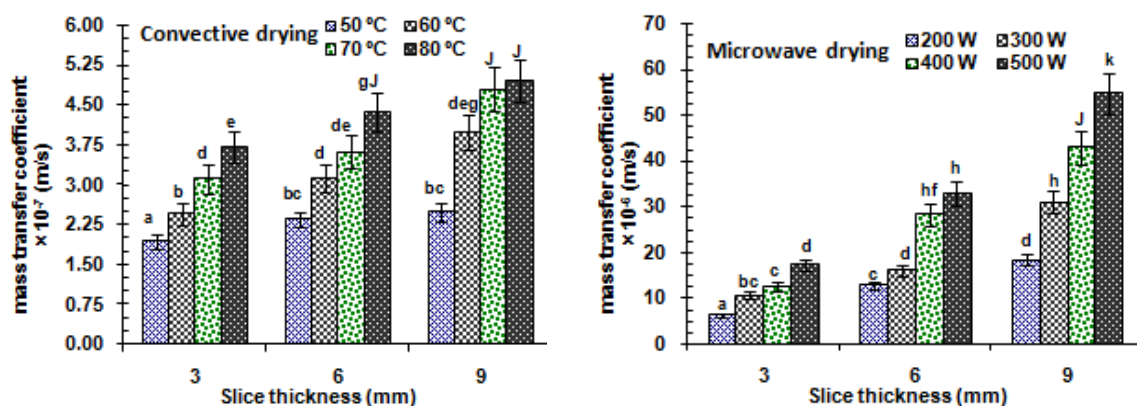 Convective drying
50 ºC 60 ºC
70 ºC 80 ºC
mass transfer coefficient
× 10⁻⁷ (m/s)
6.00
5.25
4.50
3.75
3.00
2.25
1.50
0.75
0.00
a b d e
bc d de gJ
bc deg J J
3 6 9
Slice thickness (mm)
Microwave drying
200 W 300 W
400 W 500 W
mass transfer coefficient
× 10⁻⁶ (m/s)
70
60
50
40
30
20
10
0
a bc c d
c d hf h
d h J k
3 6 9
Slice thickness (mm)